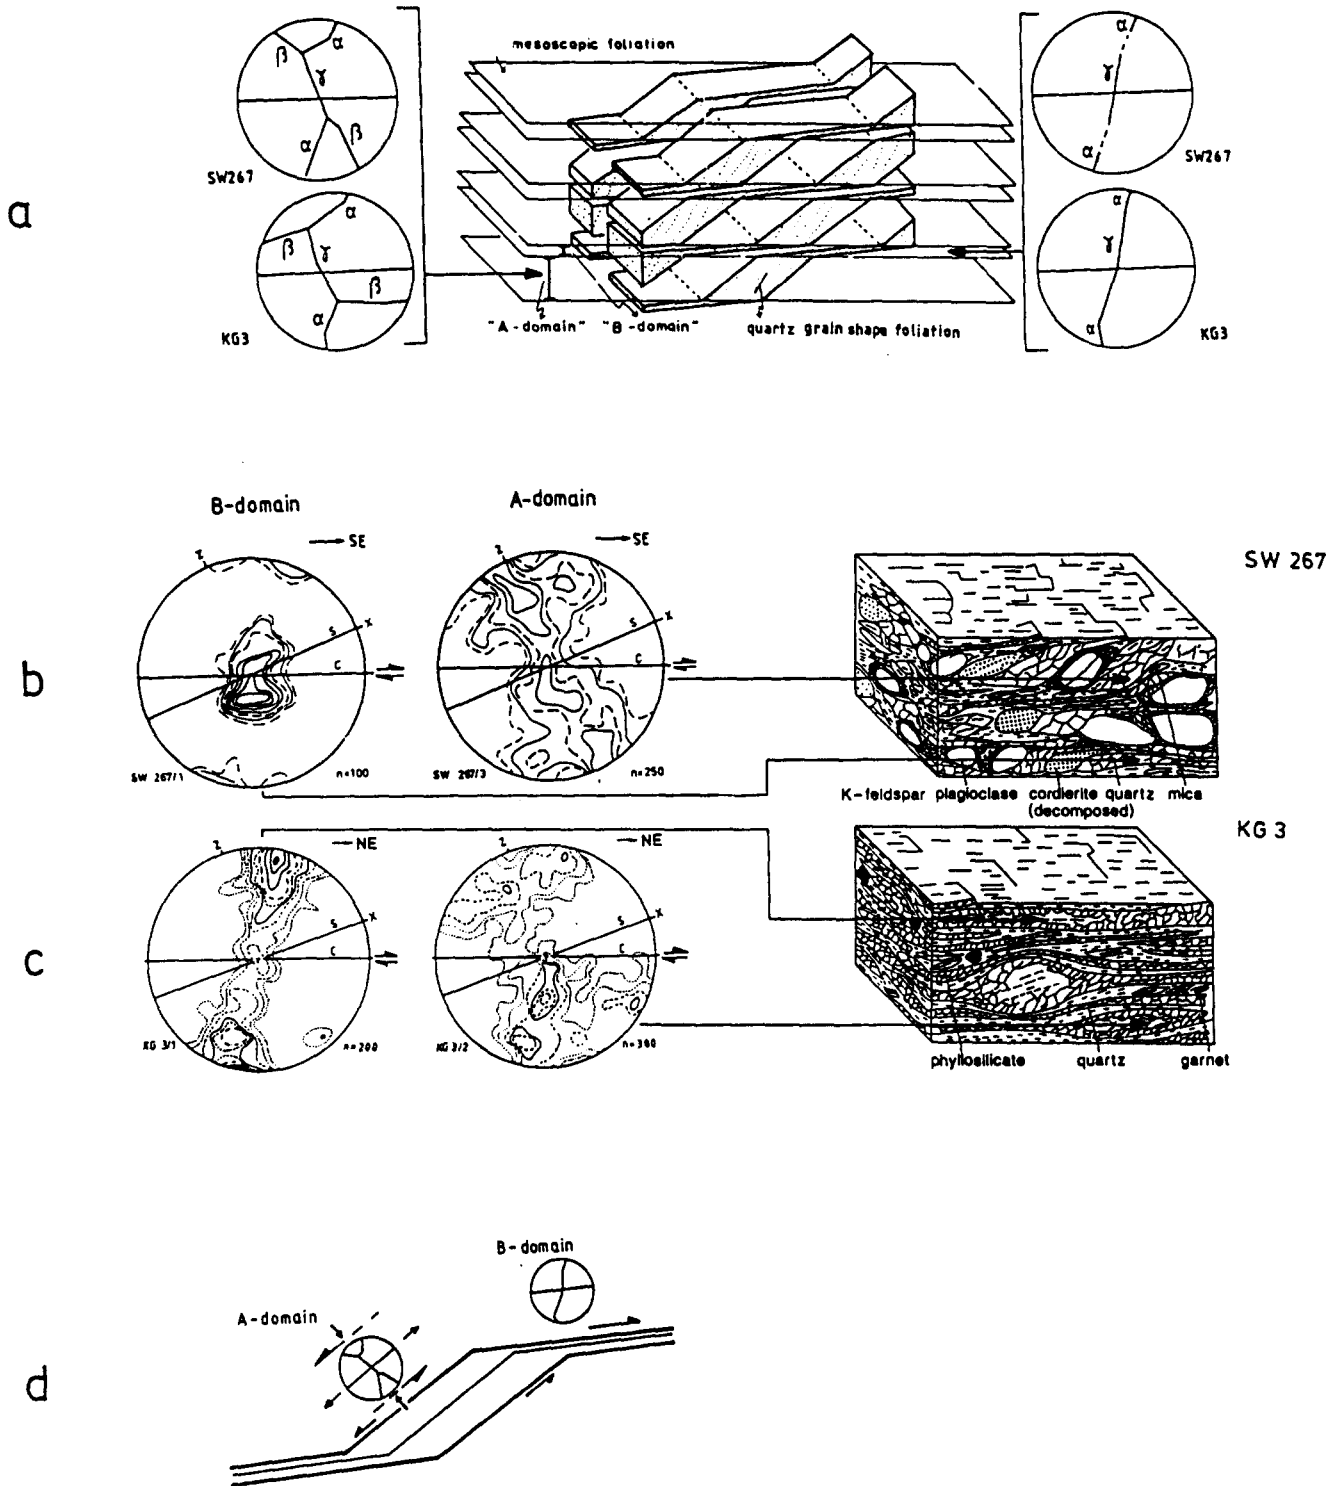 a
mesoscopic foliation
β α
γ
α β
SW267
α
β γ
β
α
KG3
α
γ
α
SW267
α
γ
α
KG3
"A-domain" "B-domain" quartz grain shape foliation
b
B-domain A-domain
SE SE
z z
s x s x
c c
SW 267/1 n=100 SW 267/3 n=250
SW 267
K-feldspar plagioclase cordierite quartz mica
(decomposed)
c
NE NE
z z
s x s x
c c
KG 3/1 n=200 KG 3/2
KG 3
phyllosilicate quartz garnet
d
B-domain
A-domain